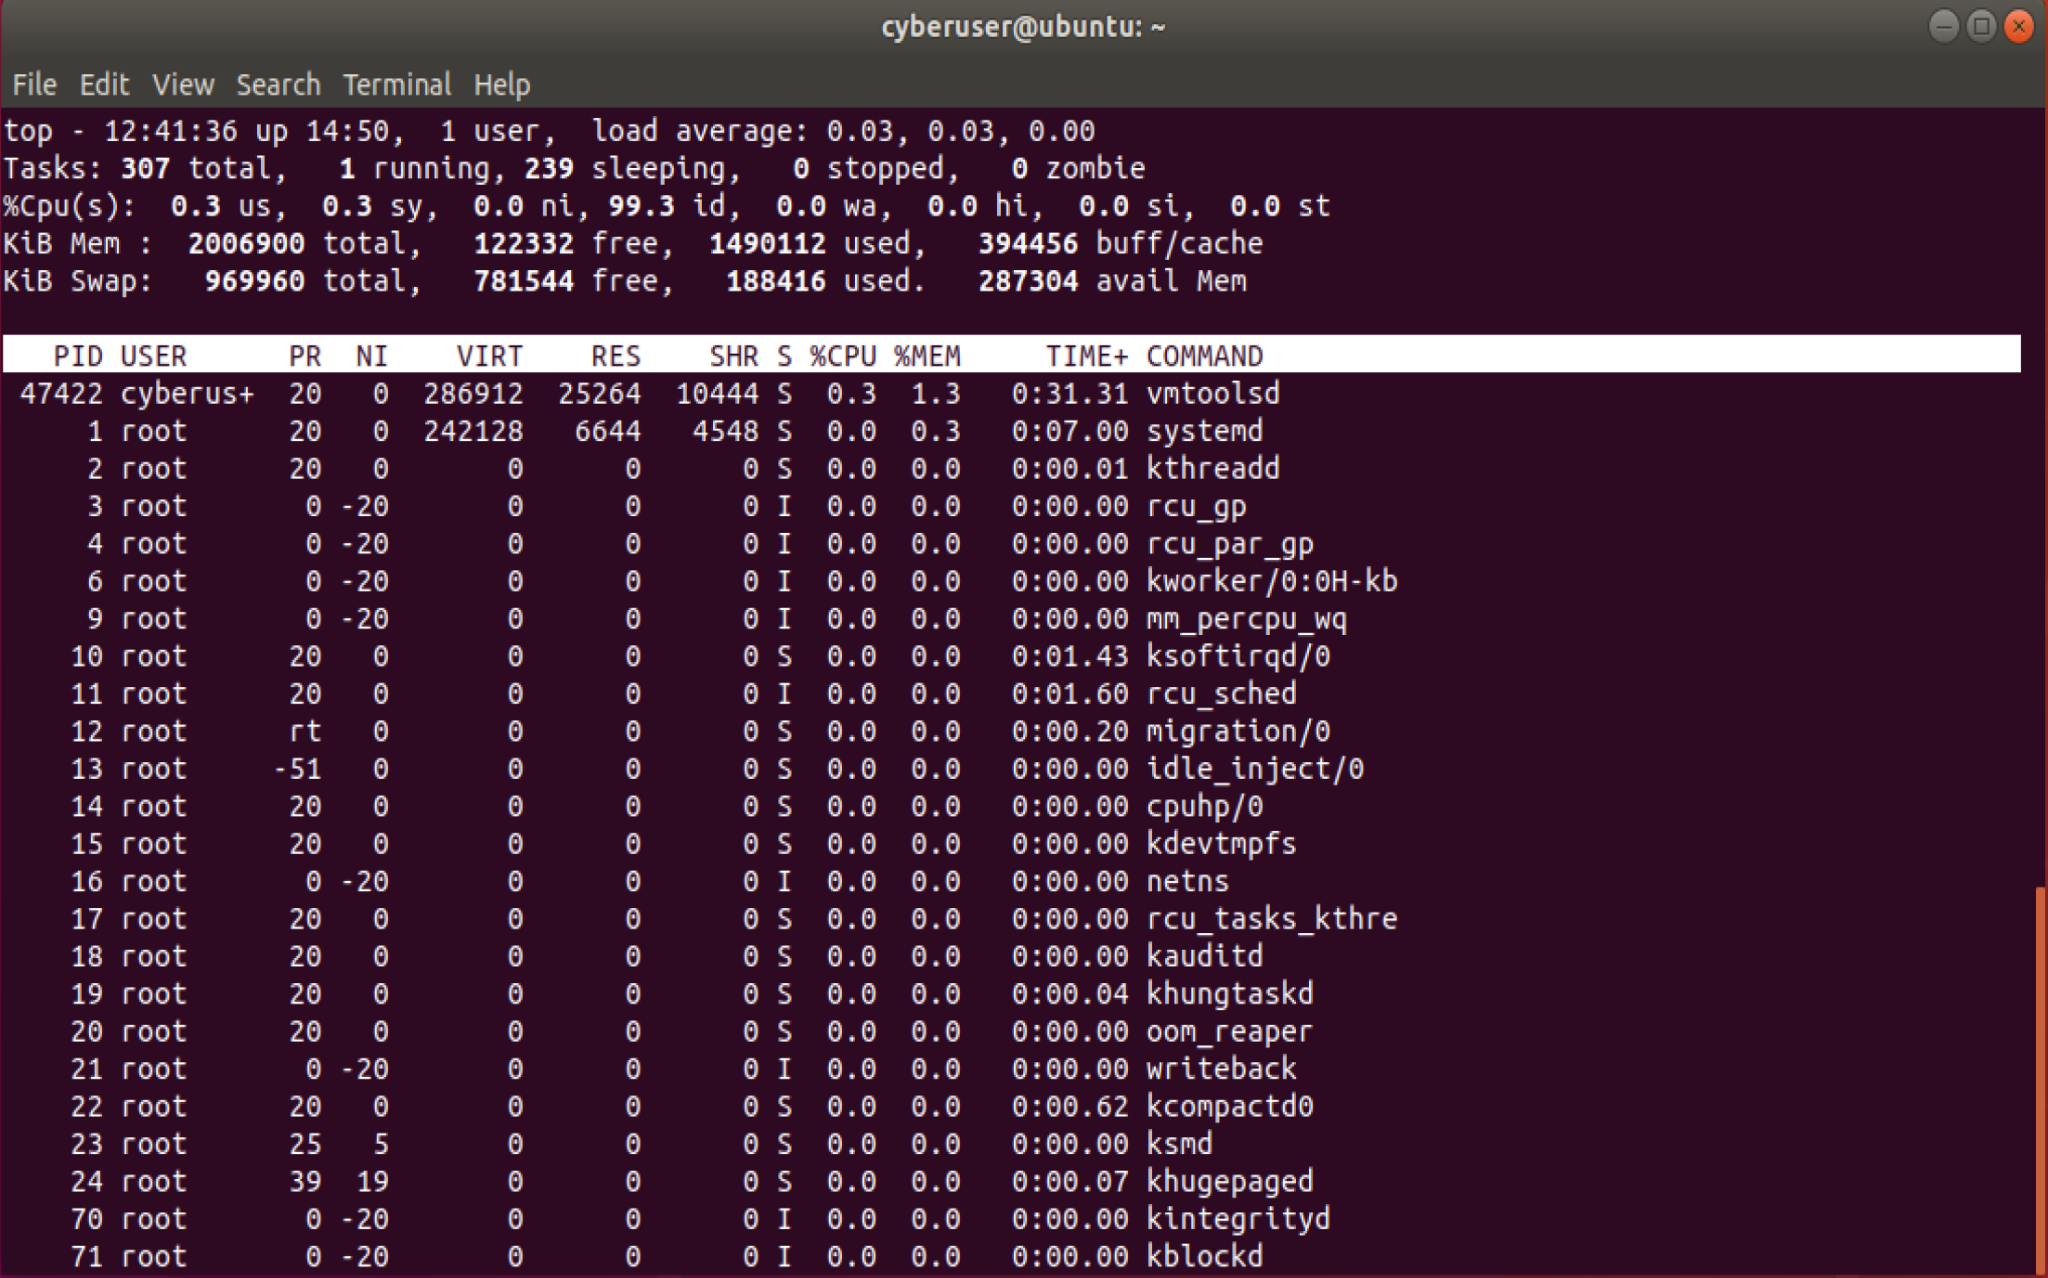 cyberuser@ubuntu: ~
File Edit View Search Terminal Help
top - 12:41:36 up 14:50,  1 user,  load average: 0.03, 0.03, 0.00
Tasks: 307 total,   1 running, 239 sleeping,   0 stopped,   0 zombie
%Cpu(s):  0.3 us,  0.3 sy,  0.0 ni, 99.3 id,  0.0 wa,  0.0 hi,  0.0 si,  0.0 st
KiB Mem :  2006900 total,   122332 free,  1490112 used,   394456 buff/cache
KiB Swap:   969960 total,   781544 free,   188416 used.   287304 avail Mem
PID USER      PR  NI    VIRT    RES    SHR S %CPU %MEM     TIME+ COMMAND
47422 cyberus+  20   0  286912  25264  10444 S  0.3  1.3   0:31.31 vmtoolsd
1 root      20   0  242128   6644   4548 S  0.0  0.3   0:07.00 systemd
2 root      20   0       0      0      0 S  0.0  0.0   0:00.01 kthreadd
3 root       0 -20       0      0      0 I  0.0  0.0   0:00.00 rcu_gp
4 root       0 -20       0      0      0 I  0.0  0.0   0:00.00 rcu_par_gp
6 root       0 -20       0      0      0 I  0.0  0.0   0:00.00 kworker/0:0H-kb
9 root       0 -20       0      0      0 I  0.0  0.0   0:00.00 mm_percpu_wq
10 root      20   0       0      0      0 S  0.0  0.0   0:01.43 ksoftirqd/0
11 root      20   0       0      0      0 I  0.0  0.0   0:01.60 rcu_sched
12 root      rt   0       0      0      0 S  0.0  0.0   0:00.20 migration/0
13 root     -51   0       0      0      0 S  0.0  0.0   0:00.00 idle_inject/0
14 root      20   0       0      0      0 S  0.0  0.0   0:00.00 cpuhp/0
15 root      20   0       0      0      0 S  0.0  0.0   0:00.00 kdevtmpfs
16 root       0 -20       0      0      0 I  0.0  0.0   0:00.00 netns
17 root      20   0       0      0      0 S  0.0  0.0   0:00.00 rcu_tasks_kthre
18 root      20   0       0      0      0 S  0.0  0.0   0:00.00 kauditd
19 root      20   0       0      0      0 S  0.0  0.0   0:00.04 khungtaskd
20 root      20   0       0      0      0 S  0.0  0.0   0:00.00 oom_reaper
21 root       0 -20       0      0      0 I  0.0  0.0   0:00.00 writeback
22 root      20   0       0      0      0 S  0.0  0.0   0:00.62 kcompactd0
23 root      25   5       0      0      0 S  0.0  0.0   0:00.00 ksmd
24 root      39  19       0      0      0 S  0.0  0.0   0:00.07 khugepaged
70 root       0 -20       0      0      0 I  0.0  0.0   0:00.00 kintegrityd
71 root       0 -20       0      0      0 I  0.0  0.0   0:00.00 kblockd